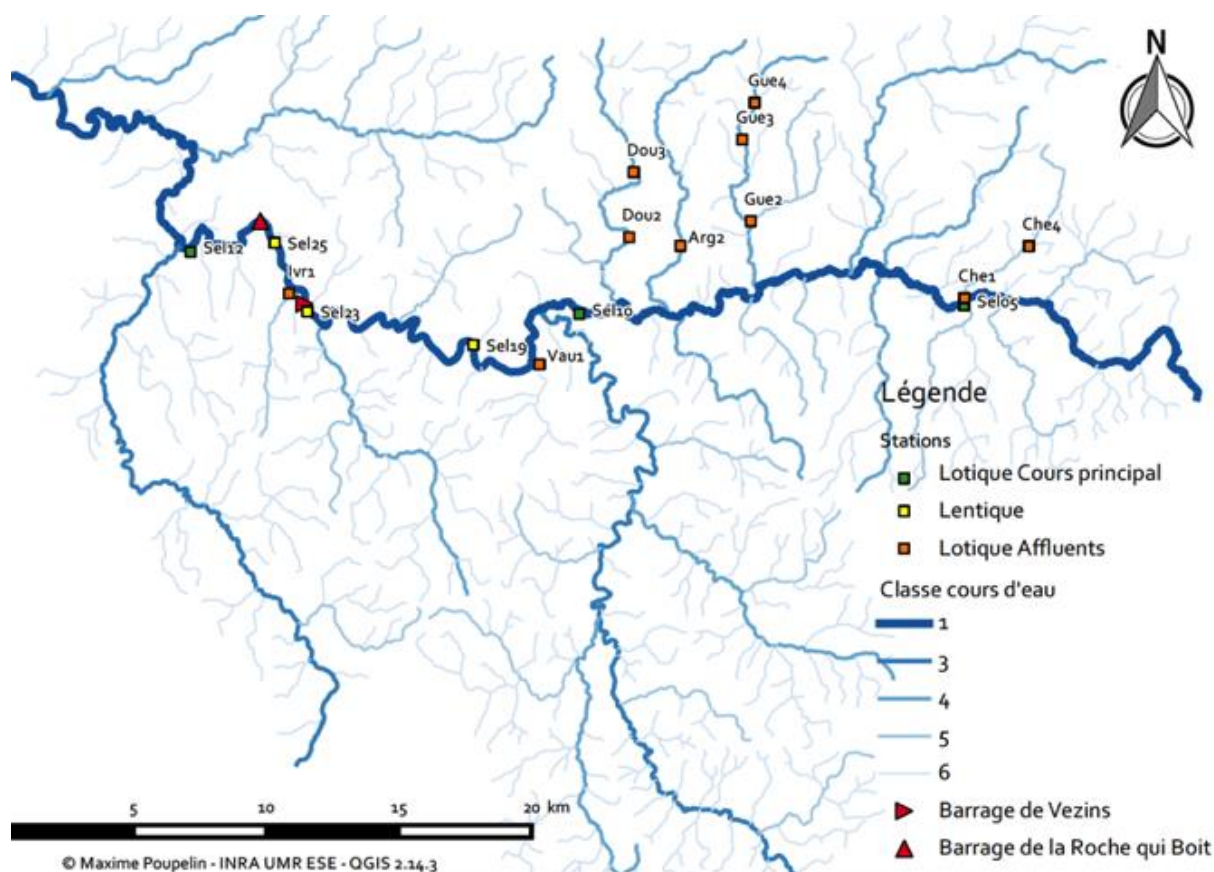 N
Gue4
Gue3
Dou3
Gue2
Dou2
Arg2
Che4
Sel12
Sel25
Ivr1
Che1
Sel05
Sel23
Sel10
Sel19
Vau1
Légende
Stations
Lotique Cours principal
Lentique
Lotique Affluents
Classe cours d'eau
1
3
4
5
6
Barrage de Vezins
Barrage de la Roche qui Boit
5 10 15 20 km
© Maxime Poupelin - INRA UMR ESE - QGIS 2.14.3